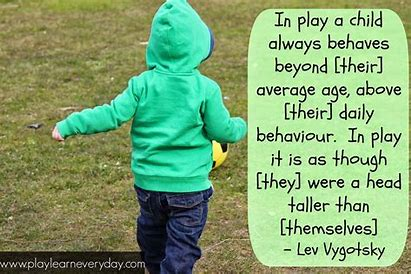 In play a child
always behaves
beyond [their]
average age, above
[their] daily
behaviour. In play
it is as though
[they] were a head
taller than
[themselves]
- Lev Vygotsky
www.playlearneveryday.com